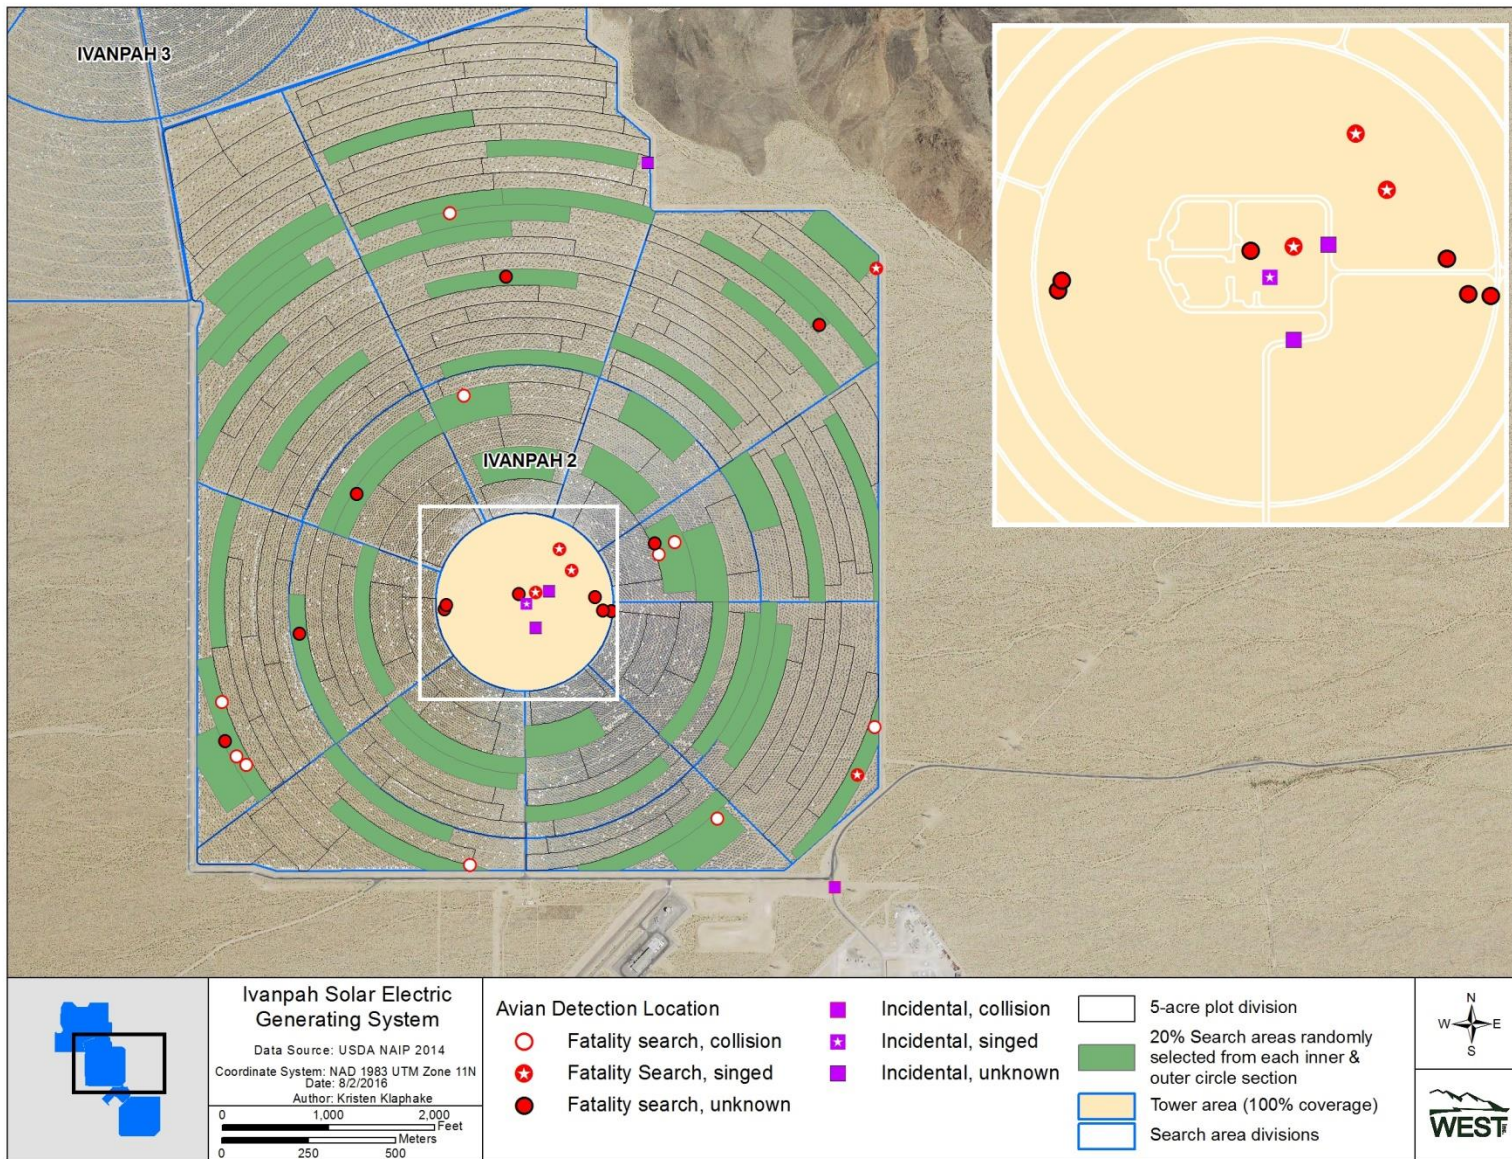 IVANPAH 3
IVANPAH 2
Ivanpah Solar Electric
Generating System
Data Source: USDA NAIP 2014
Coordinate System: NAD 1983 UTM Zone 11N
Date: 8/2/2016
Author: Kristen Klaphake
0 1,000 2,000
Feet
Meters
0 250 500
Avian Detection Location
Fatality search, collision
Fatality Search, singed
Fatality search, unknown
Incidental, collision
Incidental, singed
Incidental, unknown
5-acre plot division
20% Search areas randomly
selected from each inner &
outer circle section
Tower area (100% coverage)
Search area divisions
N
W E
S
WEST Inc.